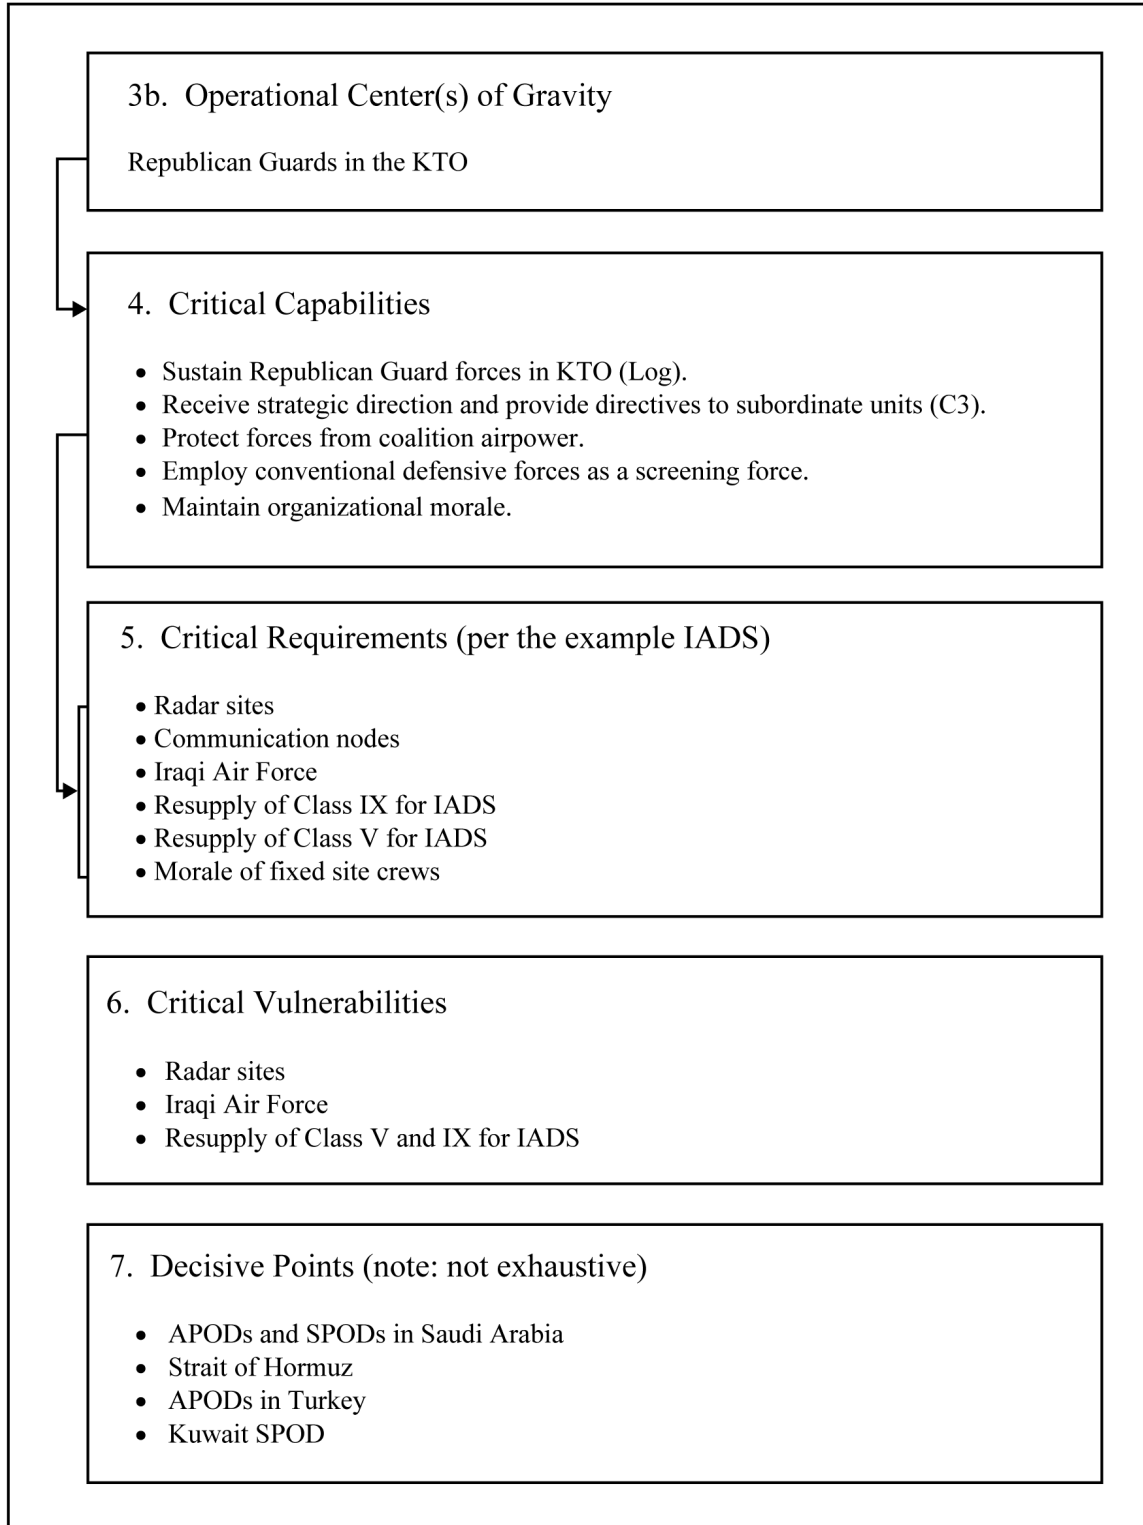 3b. Operational Center(s) of Gravity
Republican Guards in the KTO
4. Critical Capabilities
• Sustain Republican Guard forces in KTO (Log).
• Receive strategic direction and provide directives to subordinate units (C3).
• Protect forces from coalition airpower.
• Employ conventional defensive forces as a screening force.
• Maintain organizational morale.
5. Critical Requirements (per the example IADS)
• Radar sites
• Communication nodes
• Iraqi Air Force
• Resupply of Class IX for IADS
• Resupply of Class V for IADS
• Morale of fixed site crews
6. Critical Vulnerabilities
• Radar sites
• Iraqi Air Force
• Resupply of Class V and IX for IADS
7. Decisive Points (note: not exhaustive)
• APODs and SPODs in Saudi Arabia
• Strait of Hormuz
• APODs in Turkey
• Kuwait SPOD